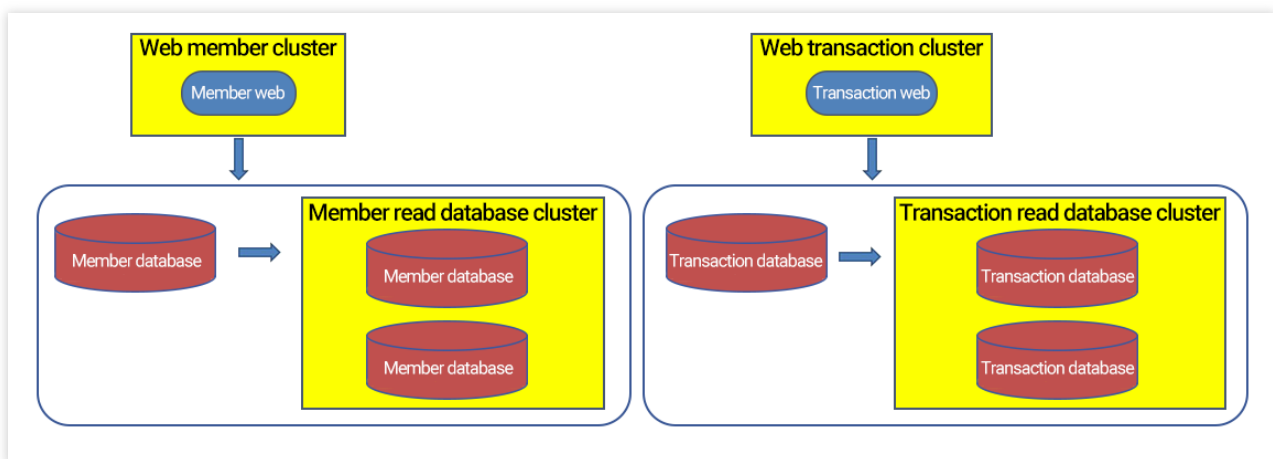 Web member cluster
Member web
Web transaction cluster
Transaction web
Member database
Member read database cluster
Member database
Member database
Transaction database
Transaction read database cluster
Transaction database
Transaction database